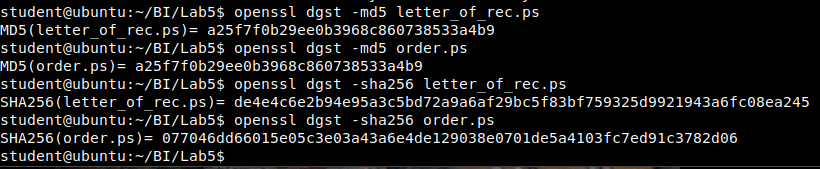 student@ubuntu:~/BI/Lab5$ openssl dgst -md5 letter_of_rec.ps
MD5(letter_of_rec.ps)= a25f7f0b29ee0b3968c860738533a4b9
student@ubuntu:~/BI/Lab5$ openssl dgst -md5 order.ps
MD5(order.ps)= a25f7f0b29ee0b3968c860738533a4b9
student@ubuntu:~/BI/Lab5$ openssl dgst -sha256 letter_of_rec.ps
SHA256(letter_of_rec.ps)= de4e4c6e2b94e95a3c5bd72a9a6af29bc5f83bf759325d9921943a6fc08ea245
student@ubuntu:~/BI/Lab5$ openssl dgst -sha256 order.ps
SHA256(order.ps)= 077046dd66015e05c3e03a43a6e4de129038e0701de5a4103fc7ed91c3782d06
student@ubuntu:~/BI/Lab5$